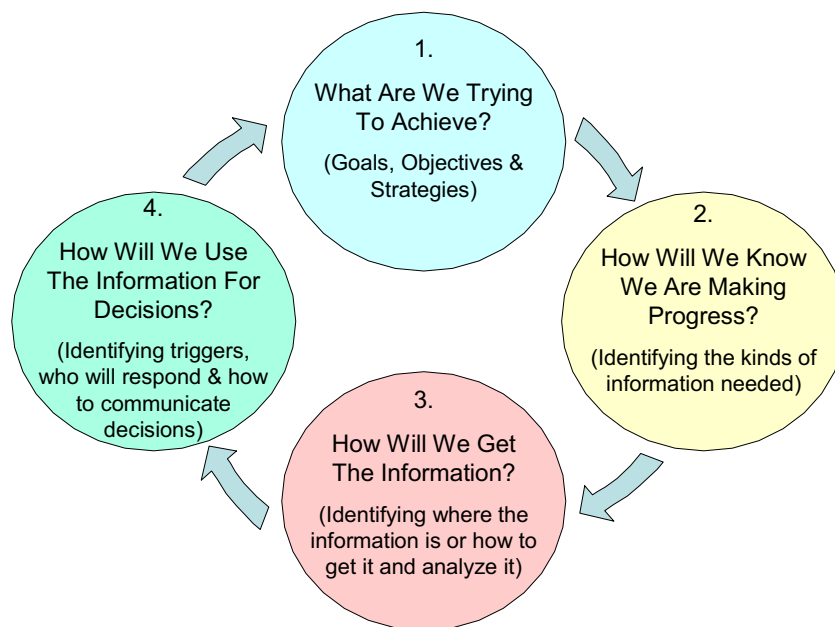 1.
What Are We Trying
To Achieve?
(Goals, Objectives &
Strategies)
2.
How Will We Know
We Are Making
Progress?
(Identifying the kinds of
information needed)
3.
How Will We Get
The Information?
(Identifying where the
information is or how to
get it and analyze it)
4.
How Will We Use
The Information For
Decisions?
(Identifying triggers,
who will respond & how
to communicate
decisions)